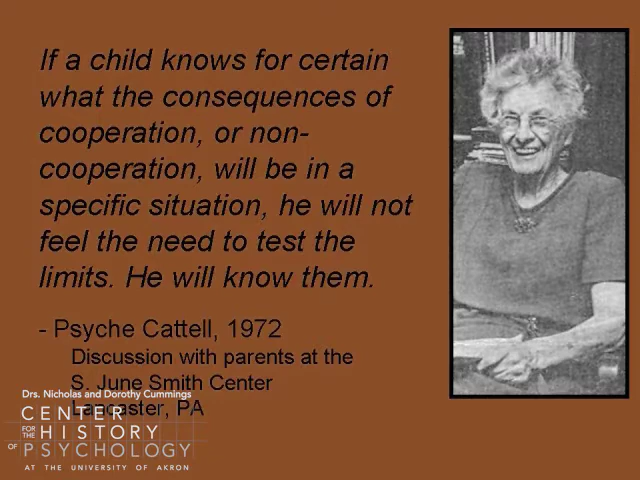 If a child knows for certain
what the consequences of
cooperation, or non-
cooperation, will be in a
specific situation, he will not
feel the need to test the
limits. He will know them.
- Psyche Cattell, 1972
Discussion with parents at the
S. June Smith Center
Lancaster, PA
Drs. Nicholas and Dorothy Cummings
CENTER
FOR THE HISTORY
OF PSYCHOLOGY
AT THE UNIVERSITY OF AKRON